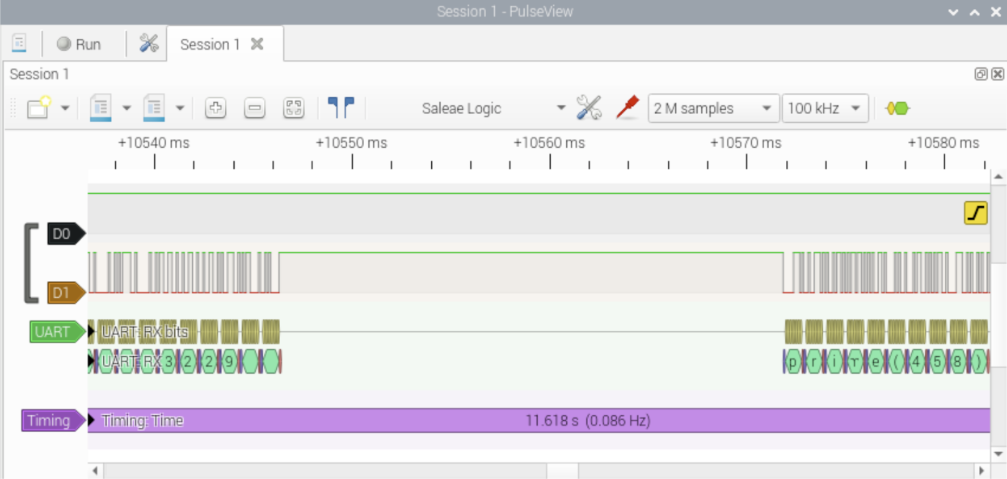 Session 1 - PulseView
Run
Session 1
Session 1
Saleae Logic
2 M samples
100 kHz
+10540 ms +10550 ms +10560 ms +10570 ms +10580 ms
D0
D1
UART
UART: RX bits
UART: RX 3 2 2 9 p r i m e ( 4 5 8 )
Timing
Timing: Time
11.618 s (0.086 Hz)